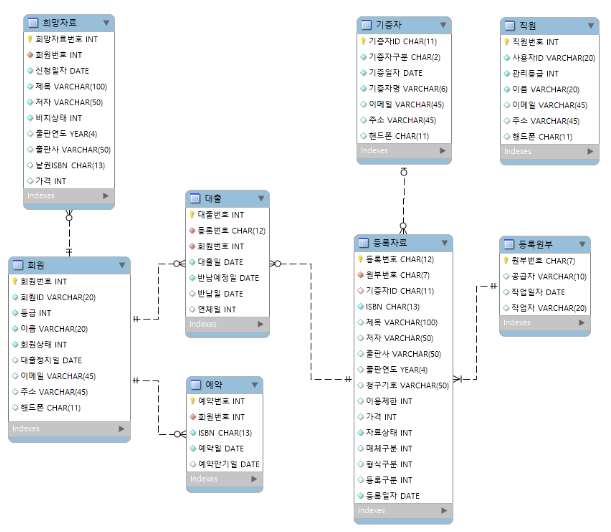 희망자료
희망자료번호 INT
회원번호 INT
신청일자 DATE
제목 VARCHAR(100)
저자 VARCHAR(50)
비치상태 INT
출판연도 YEAR(4)
출판사 VARCHAR(50)
낱권ISBN CHAR(13)
가격 INT
Indexes
기증자
기증자ID CHAR(11)
기증자구분 CHAR(2)
기증일자 DATE
기증자명 VARCHAR(6)
이메일 VARCHAR(45)
주소 VARCHAR(45)
핸드폰 CHAR(11)
Indexes
직원
직원번호 INT
사용자ID VARCHAR(20)
관리등급 INT
이름 VARCHAR(20)
이메일 VARCHAR(45)
주소 VARCHAR(45)
핸드폰 CHAR(11)
Indexes
대출
대출번호 INT
등록번호 CHAR(12)
회원번호 INT
대출일 DATE
반납예정일 DATE
반납일 DATE
연체일 INT
Indexes
회원
회원번호 INT
회원ID VARCHAR(20)
등급 INT
이름 VARCHAR(20)
회원상태 INT
대출정지일 DATE
이메일 VARCHAR(45)
주소 VARCHAR(45)
핸드폰 CHAR(11)
Indexes
예약
예약번호 INT
회원번호 INT
ISBN CHAR(13)
예약일 DATE
예약만기일 DATE
Indexes
등록자료
등록번호 CHAR(12)
원부번호 CHAR(7)
기증자ID CHAR(11)
ISBN CHAR(13)
제목 VARCHAR(100)
저자 VARCHAR(50)
출판사 VARCHAR(50)
출판연도 YEAR(4)
청구기호 VARCHAR(50)
이용제한 INT
가격 INT
자료상태 INT
매체구분 INT
형식구분 INT
등록구분 INT
등록일자 DATE
Indexes
등록원부
원부번호 CHAR(7)
공급자 VARCHAR(10)
작업일자 DATE
작업자 VARCHAR(20)
Indexes